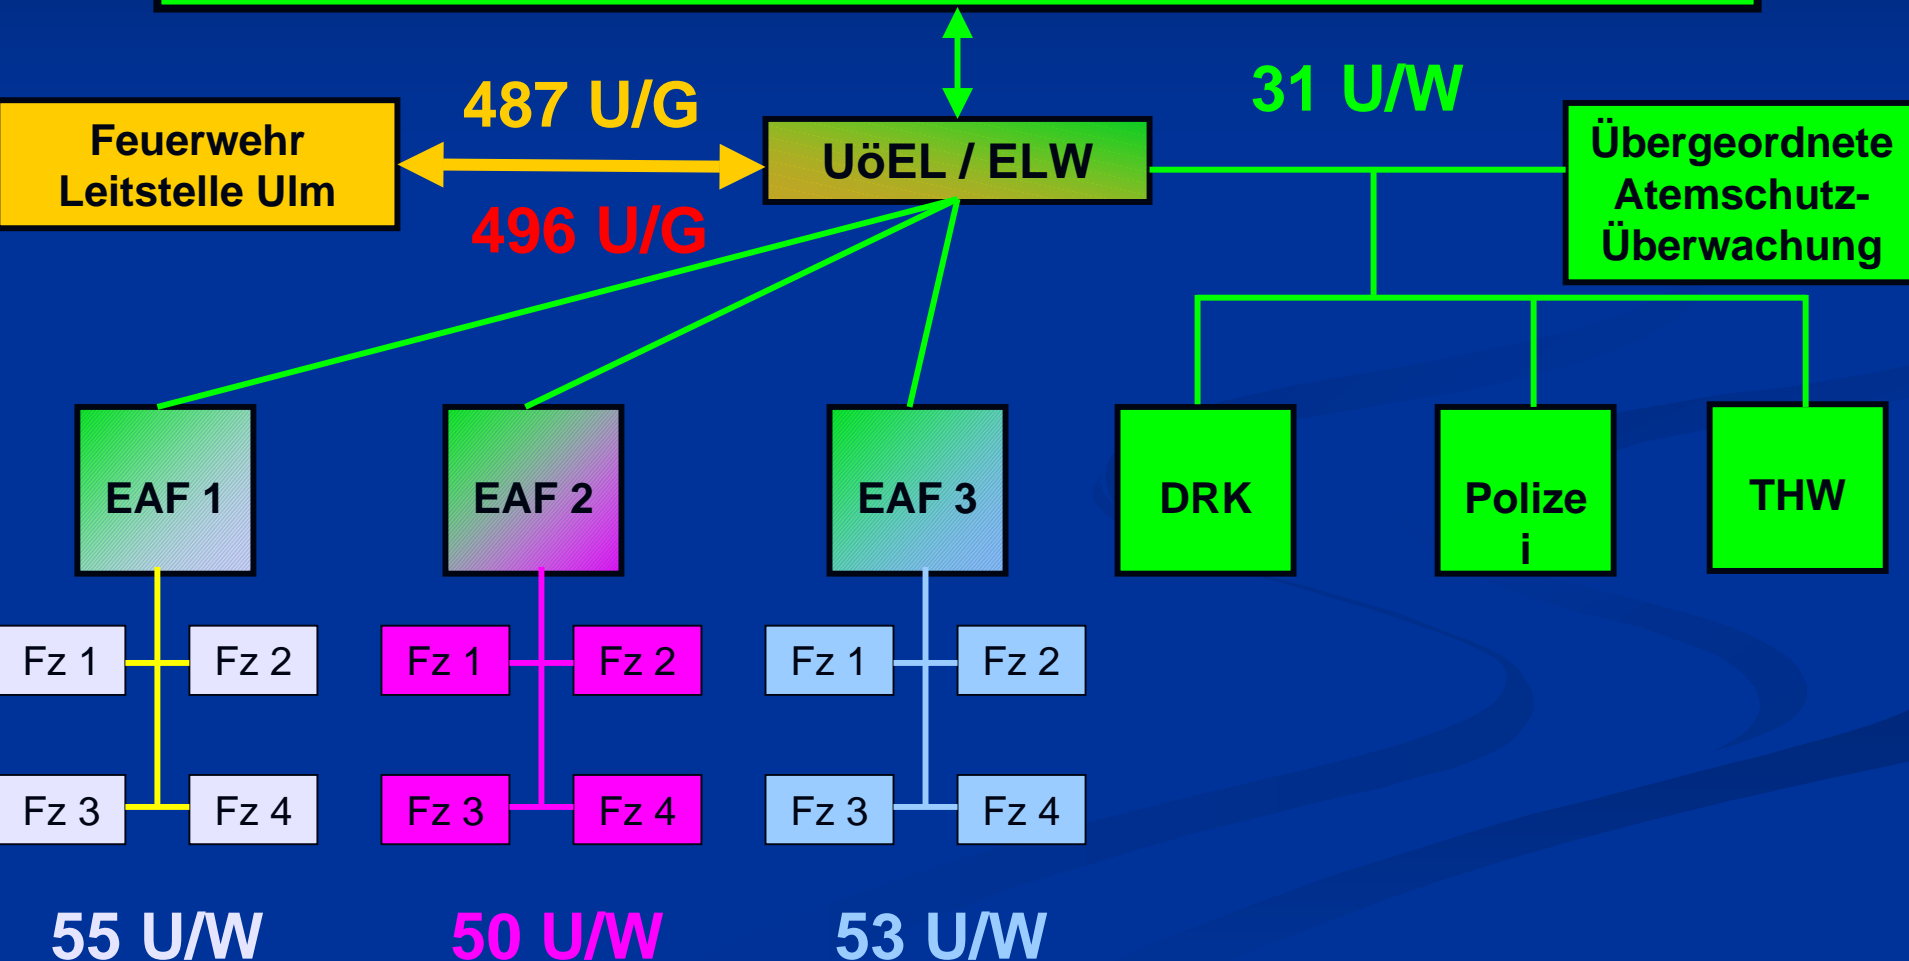 487 U/G
31 U/W
Feuerwehr
Leitstelle Ulm
UöEL / ELW
Übergeordnete
Atemschutz-
Überwachung
496 U/G
EAF 1
EAF 2
EAF 3
DRK
Polize
i
THW
Fz 1
Fz 2
Fz 1
Fz 2
Fz 1
Fz 2
Fz 3
Fz 4
Fz 3
Fz 4
Fz 3
Fz 4
55 U/W
50 U/W
53 U/W